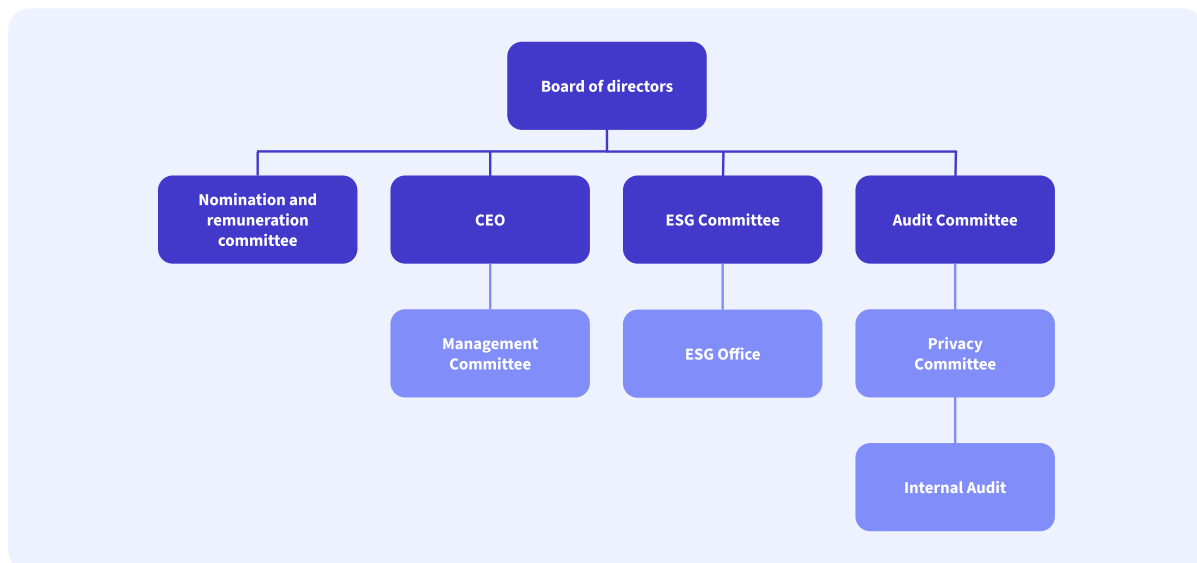 Board of directors
Nomination and
remuneration
committee
CEO
ESG Committee
Audit Committee
Management
Committee
ESG Office
Privacy
Committee
Internal Audit